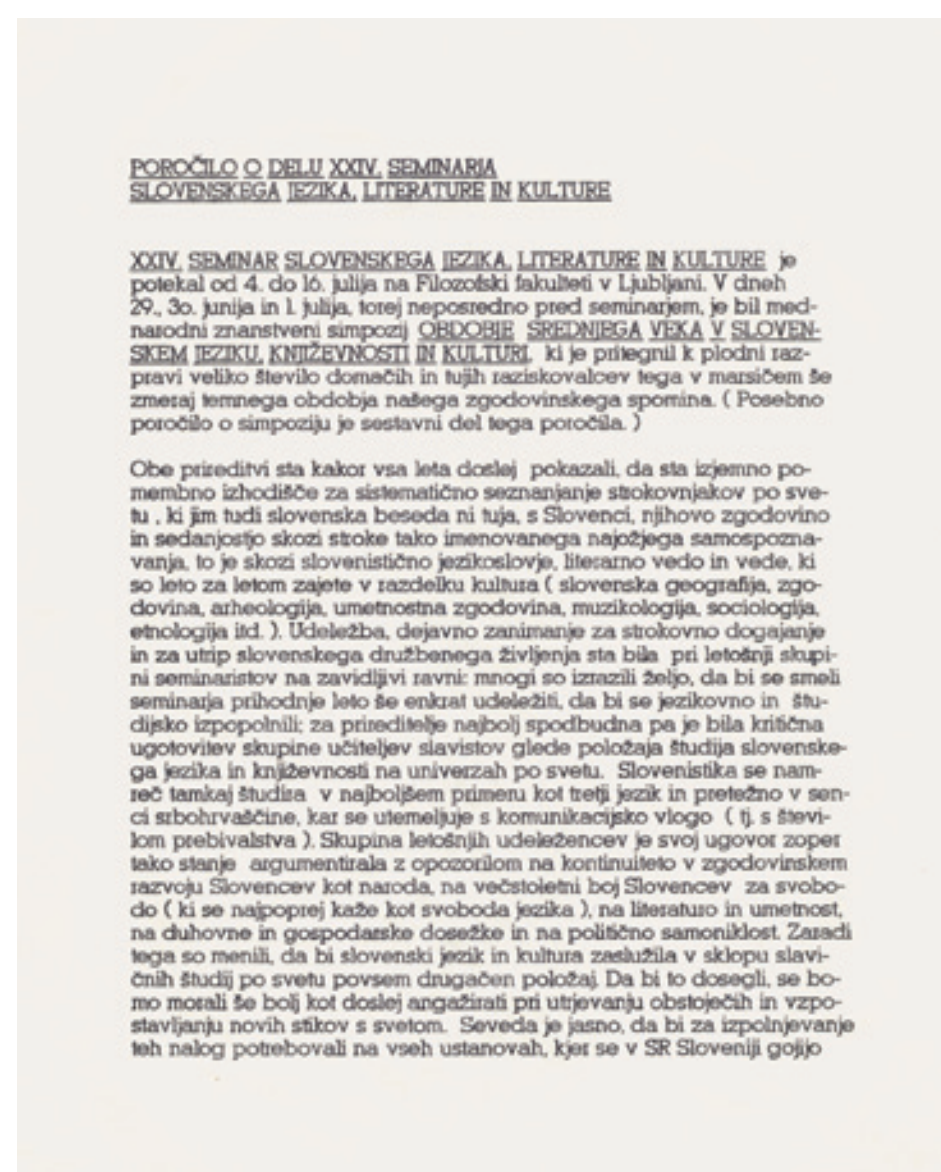 POROČILO O DELU XXIV. SEMINARJA
SLOVENSKEGA JEZIKA, LITERATURE IN KULTURE
XXIV. SEMINAR SLOVENSKEGA JEZIKA, LITERATURE IN KULTURE je
potekal od 4. do 16. julija na Filozofski fakulteti v Ljubljani. V dneh
29., 3o. junija in 1. julija, torej neposredno pred seminarjem, je bil med-
narodni znanstveni simpozij OBDOBJE SREDNJEGA VEKA V SLOVEN-
SKEM JEZIKU, KNJIŽEVNOSTI IN KULTURI, ki je pritegnil k plodni raz-
pravi veliko število domačih in tujih raziskovalcev tega v marsičem še
zmeraj temnega obdobja našega zgodovinskega spomina. ( Posebno
poročilo o simpoziju je sestavni del tega poročila. )
Obe prireditvi sta kakor vsa leta doslej pokazali, da sta izjemno po-
membno izhodišče za sistematično seznanjanje strokovnjakov po sve-
tu , ki jim tudi slovenska beseda ni tuja, s Slovenci, njihovo zgodovino
in sedanjostjo skozi stroke tako imenovanega najožjega samospozna-
vanja, to je skozi slovenistično jezikoslovje, literarno vedo in vede, ki
so leto za letom zajete v razdelku kultura ( slovenska geografija, zgo-
dovina, arheologija, umetnostna zgodovina, muzikologija, sociologija,
etnologija itd. ). Udeležba, dejavno zanimanje za strokovno dogajanje
in za utrip slovenskega družbenega življenja sta bila pri letošnji skupi-
ni seminaristov na zavidljivi ravni: mnogi so izrazili željo, da bi se smeli
seminarja prihodnje leto še enkrat udeležiti, da bi se jezikovno in štu-
dijsko izpopolnili; za prireditelje najbolj spodbudna pa je bila kritična
ugotovitev skupine učiteljev slavistov glede položaja študija slovenske-
ga jezika in književnosti na univerzah po svetu. Slovenistika se nam-
reč tamkaj študira v najboljšem primeru kot tretji jezik in pretežno v sen-
ci srbohrvaščine, kar se utemeljuje s komunikacijsko vlogo ( tj. s števi-
lom prebivalstva ). Skupina letošnjih udeležencev je svoj ugovor zoper
tako stanje argumentirala z opozorilom na kontinuiteto v zgodovinskem
razvoju Slovencev kot naroda, na večstoletni boj Slovencev za svobo-
do ( ki se najpoprej kaže kot svoboda jezika ), na literaturo in umetnost,
na duhovne in gospodarske dosežke in na politično samoniklost. Zaradi
tega so menili, da bi slovenski jezik in kultura zaslužila v sklopu slavi-
čnih študij po svetu povsem drugačen položaj. Da bi to dosegli, se bo-
mo morali še bolj kot doslej angažirati pri utrjevanju obstoječih in vzpo-
stavljanju novih stikov s svetom. Seveda je jasno, da bi za izpolnjevanje
teh nalog potrebovali na vseh ustanovah, kjer se v SR Sloveniji gojijo